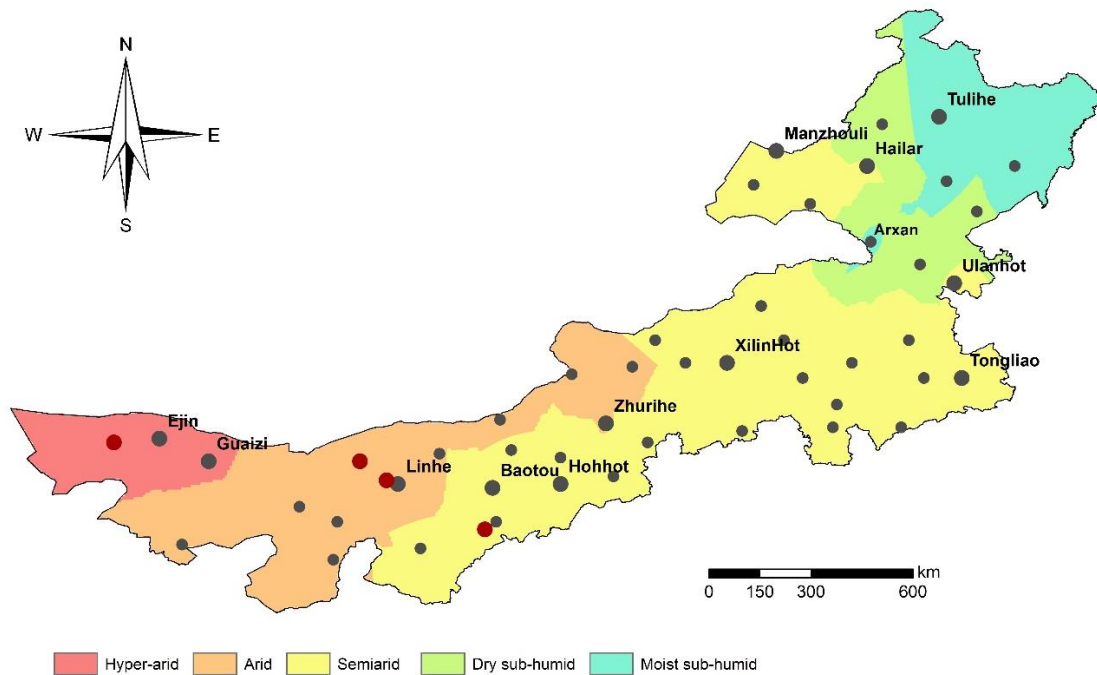 N
W E
S
Tulihe
Manzhouli
Hailar
Arxan
Ulanhot
XilinHot
Tongliao
Zhurihe
Ejin
Guaizi
Linhe
Baotou Hohhot
km
0 150 300 600
Hyper-arid Arid Semiarid Dry sub-humid Moist sub-humid